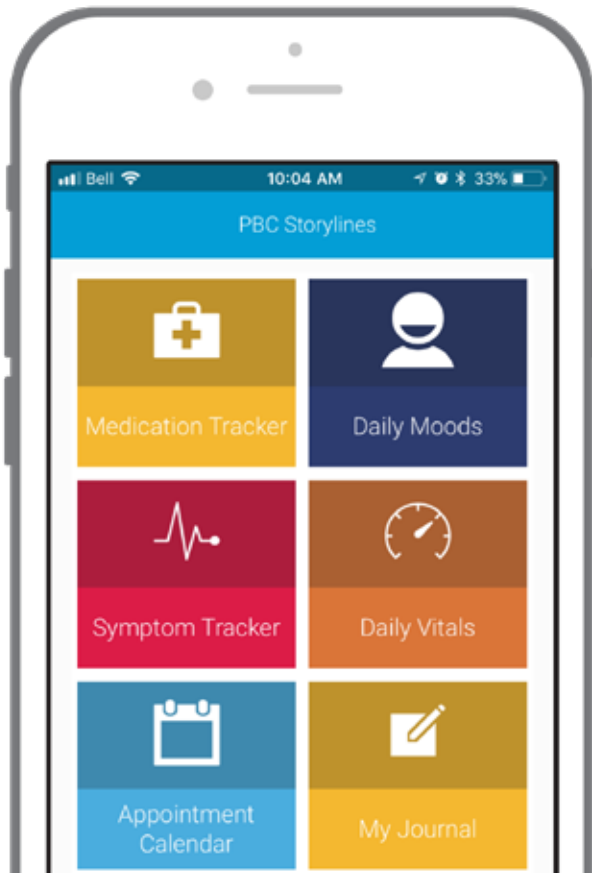 Bell 10:04 AM 33%
PBC Storylines
Medication Tracker
Daily Moods
Symptom Tracker
Daily Vitals
Appointment
Calendar
My Journal